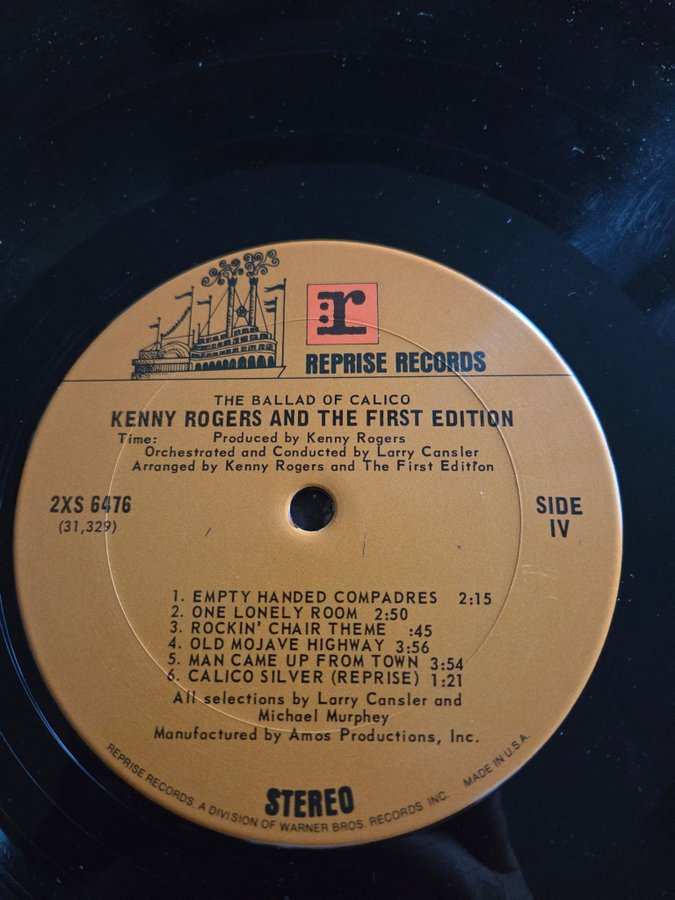 r
REPRISE RECORDS
THE BALLAD OF CALICO
KENNY ROGERS AND THE FIRST EDITION
Time: Produced by Kenny Rogers
Orchestrated and Conducted by Larry Cansler
Arranged by Kenny Rogers and The First Edition
2XS 6476
(31,329)
SIDE
IV
1. EMPTY HANDED COMPADRES 2:15
2. ONE LONELY ROOM 2:50
3. ROCKIN' CHAIR THEME :45
4. OLD MOJAVE HIGHWAY 3:56
5. MAN CAME UP FROM TOWN 3:54
6. CALICO SILVER (REPRISE) 1:21
All selections by Larry Cansler and
Michael Murphey
Manufactured by Amos Productions, Inc.
STEREO
REPRISE RECORDS, A DIVISION OF WARNER BROS. RECORDS INC. MADE IN U.S.A.